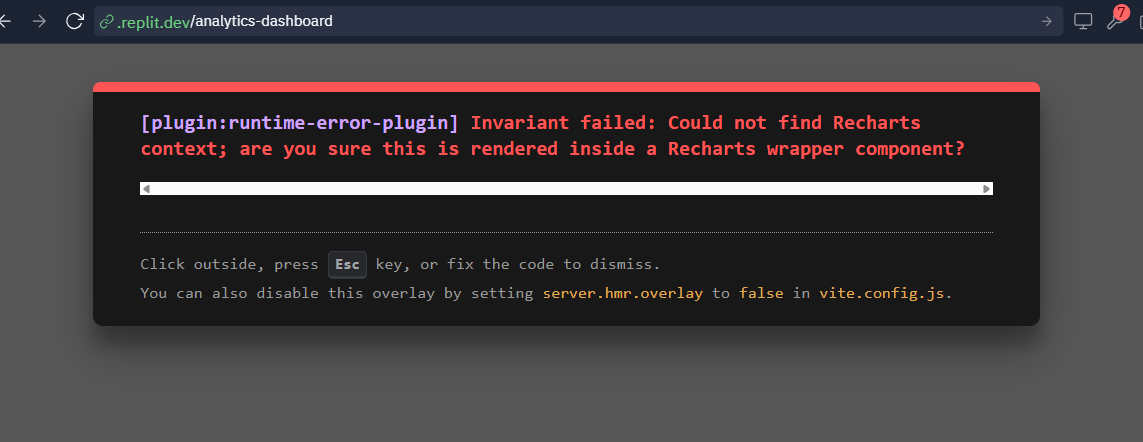 .replit.dev/analytics-dashboard
7
[plugin:runtime-error-plugin] Invariant failed: Could not find Recharts
context; are you sure this is rendered inside a Recharts wrapper component?
Click outside, press Esc key, or fix the code to dismiss.
You can also disable this overlay by setting server.hmr.overlay to false in vite.config.js.